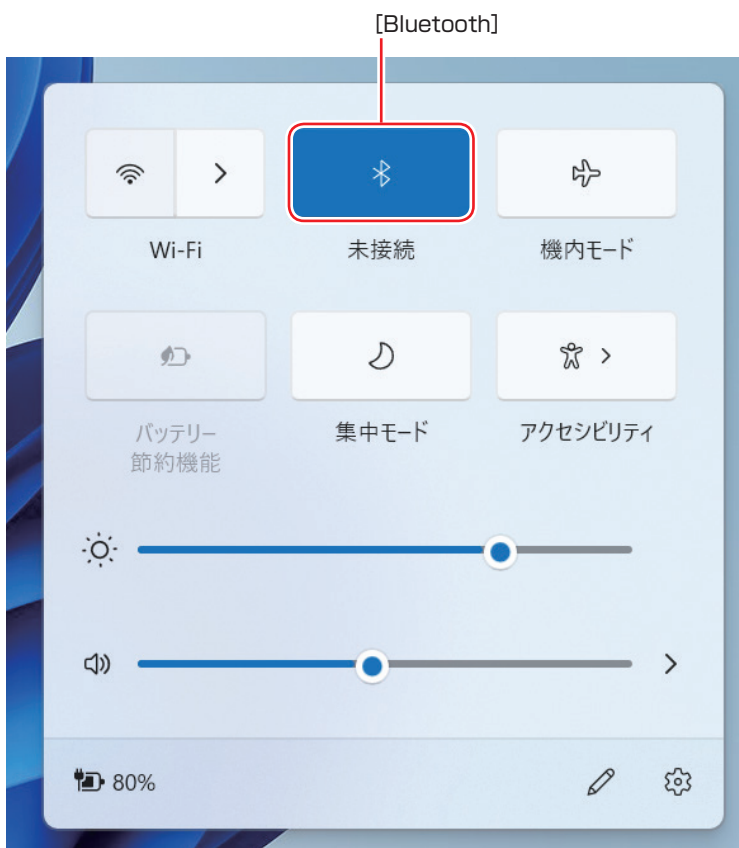 [Bluetooth]
Wi-Fi
未接続
機内モード
バッテリー
節約機能
集中モード
アクセシビリティ
80%